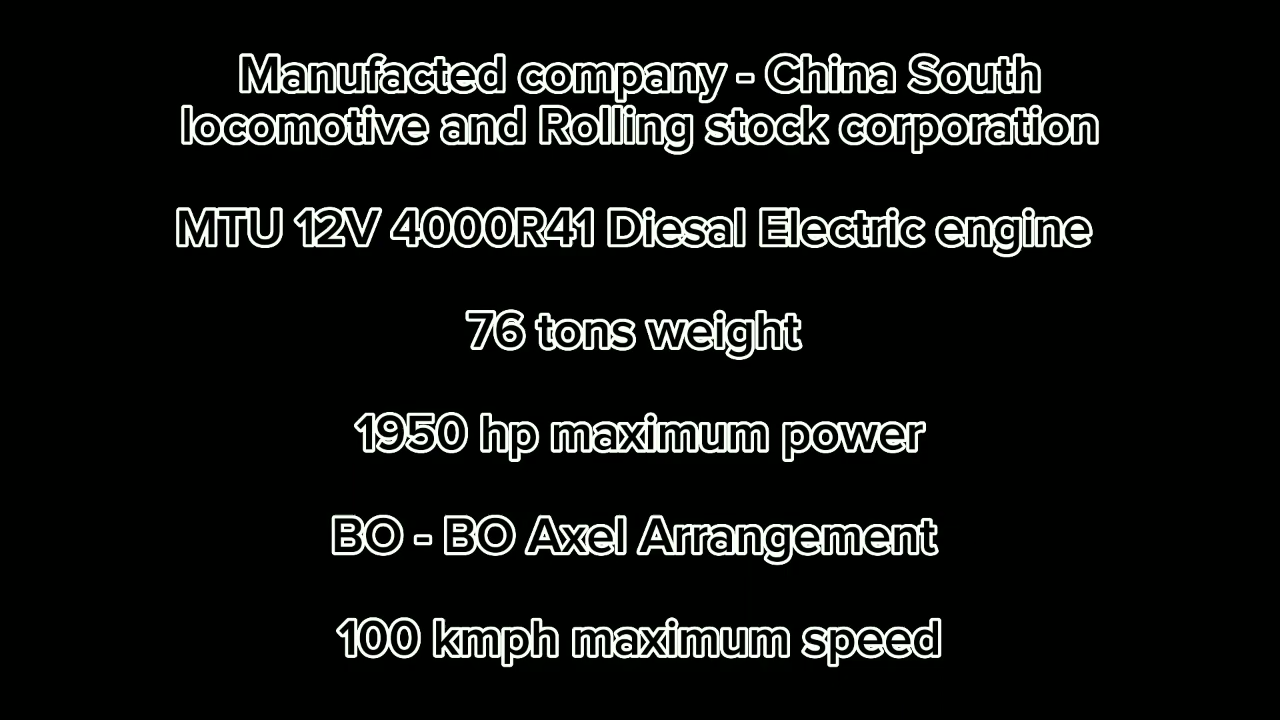 Manufacted company - China South
locomotive and Rolling stock corporation
MTU 12V 4000R41 Diesal Electric engine
76 tons weight
1950 hp maximum power
BO - BO Axel Arrangement
100 kmph maximum speed